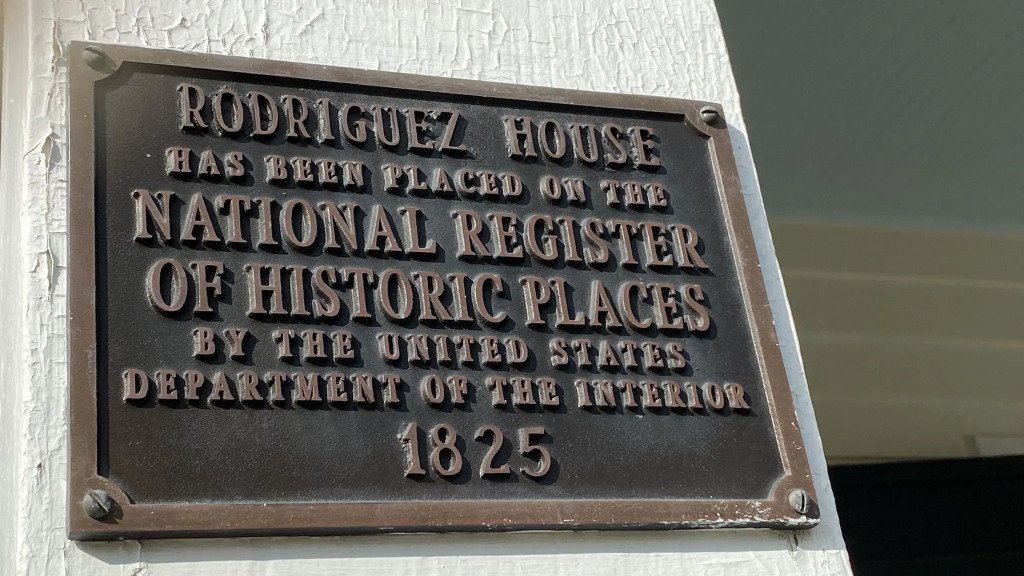 RODRIGUEZ HOUSE
HAS BEEN PLACED ON THE
NATIONAL REGISTER
OF HISTORIC PLACES
BY THE UNITED STATES
DEPARTMENT OF THE INTERIOR
1825